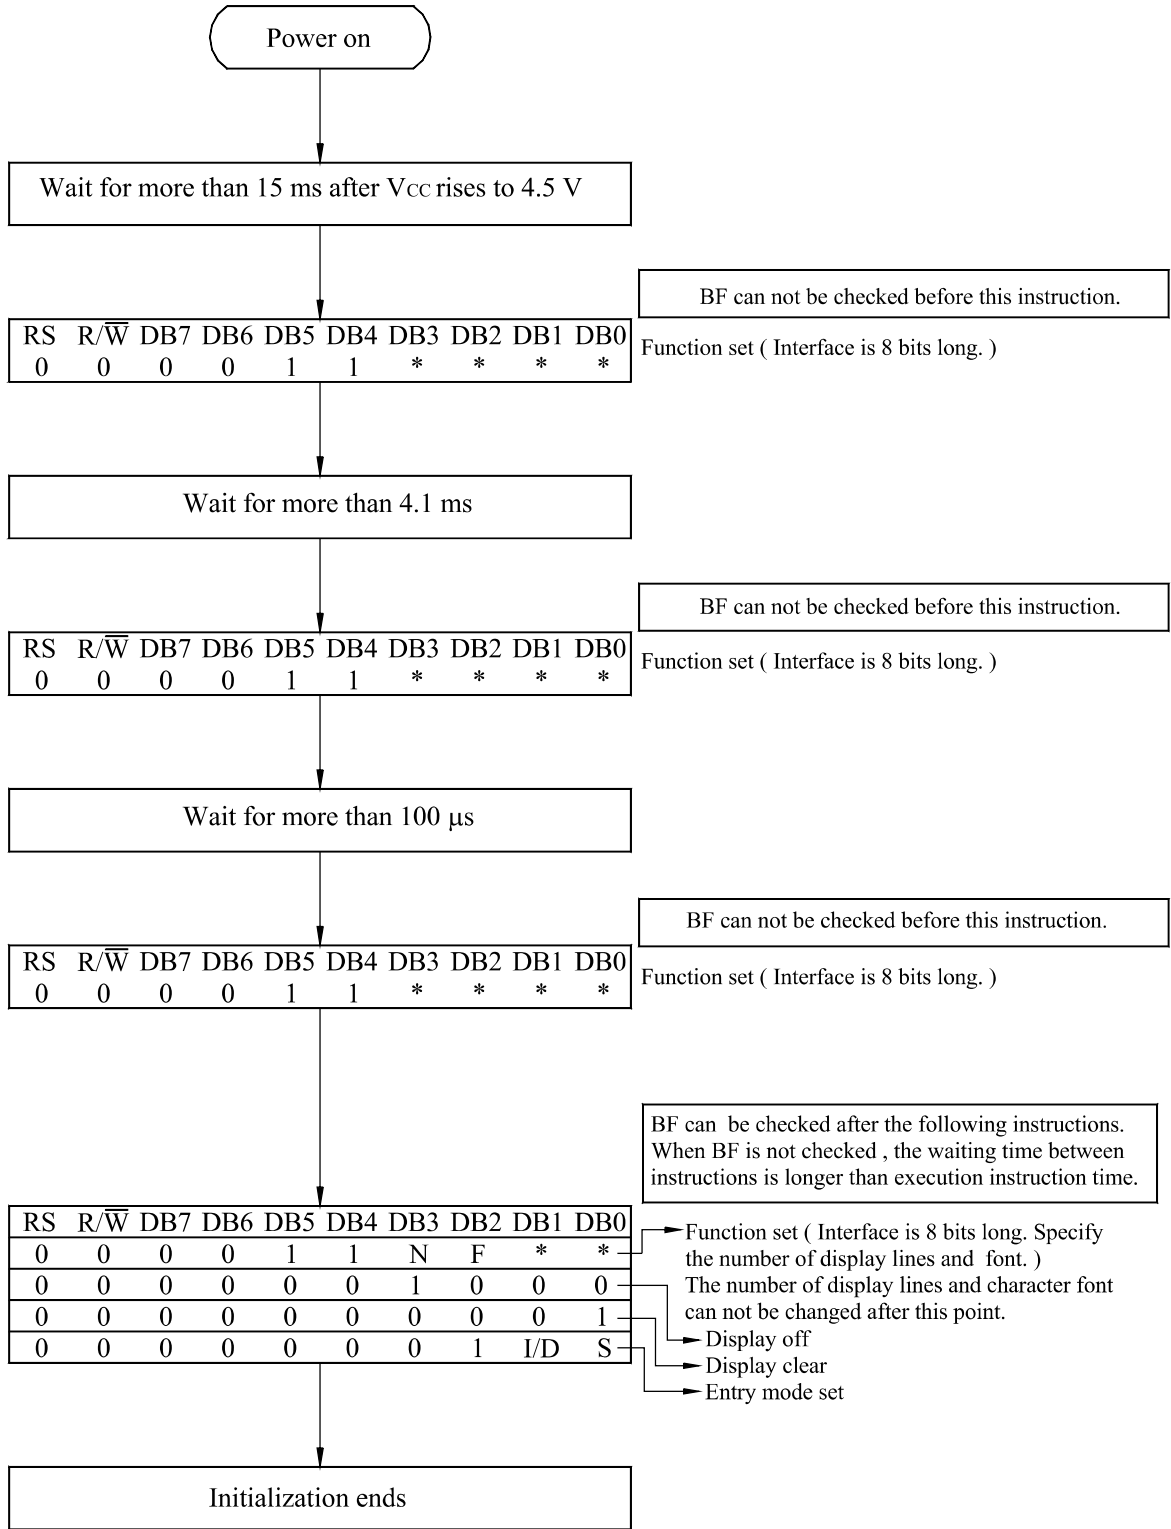 Power on
Wait for more than 15 ms after VCC rises to 4.5 V
BF can not be checked before this instruction.
RS R/W̅ DB7 DB6 DB5 DB4 DB3 DB2 DB1 DB0
0 0 0 0 1 1 * * * *
Function set ( Interface is 8 bits long. )
Wait for more than 4.1 ms
BF can not be checked before this instruction.
RS R/W̅ DB7 DB6 DB5 DB4 DB3 DB2 DB1 DB0
0 0 0 0 1 1 * * * *
Function set ( Interface is 8 bits long. )
Wait for more than 100 µs
BF can not be checked before this instruction.
RS R/W̅ DB7 DB6 DB5 DB4 DB3 DB2 DB1 DB0
0 0 0 0 1 1 * * * *
Function set ( Interface is 8 bits long. )
BF can be checked after the following instructions.
When BF is not checked , the waiting time between
instructions is longer than execution instruction time.
RS R/W̅ DB7 DB6 DB5 DB4 DB3 DB2 DB1 DB0
0 0 0 0 1 1 N F * *
0 0 0 0 0 0 1 0 0 0
0 0 0 0 0 0 0 0 0 1
0 0 0 0 0 0 0 1 I/D S
Function set ( Interface is 8 bits long. Specify
the number of display lines and font. )
The number of display lines and character font
can not be changed after this point.
Display off
Display clear
Entry mode set
Initialization ends